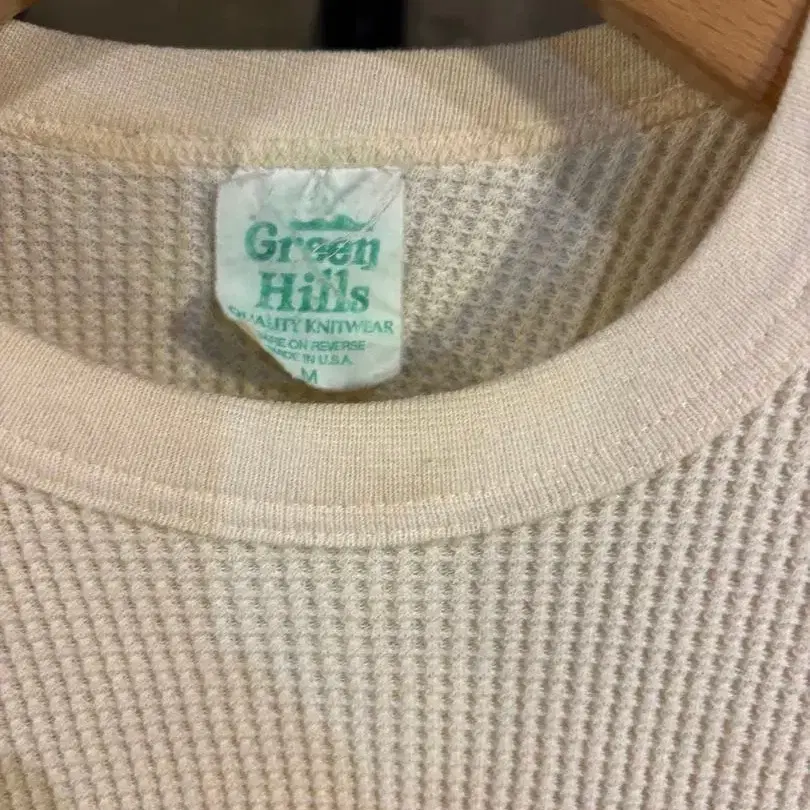 Green
Hills
QUALITY KNITWEAR
CARE ON REVERSE
MADE IN U.S.A.
M